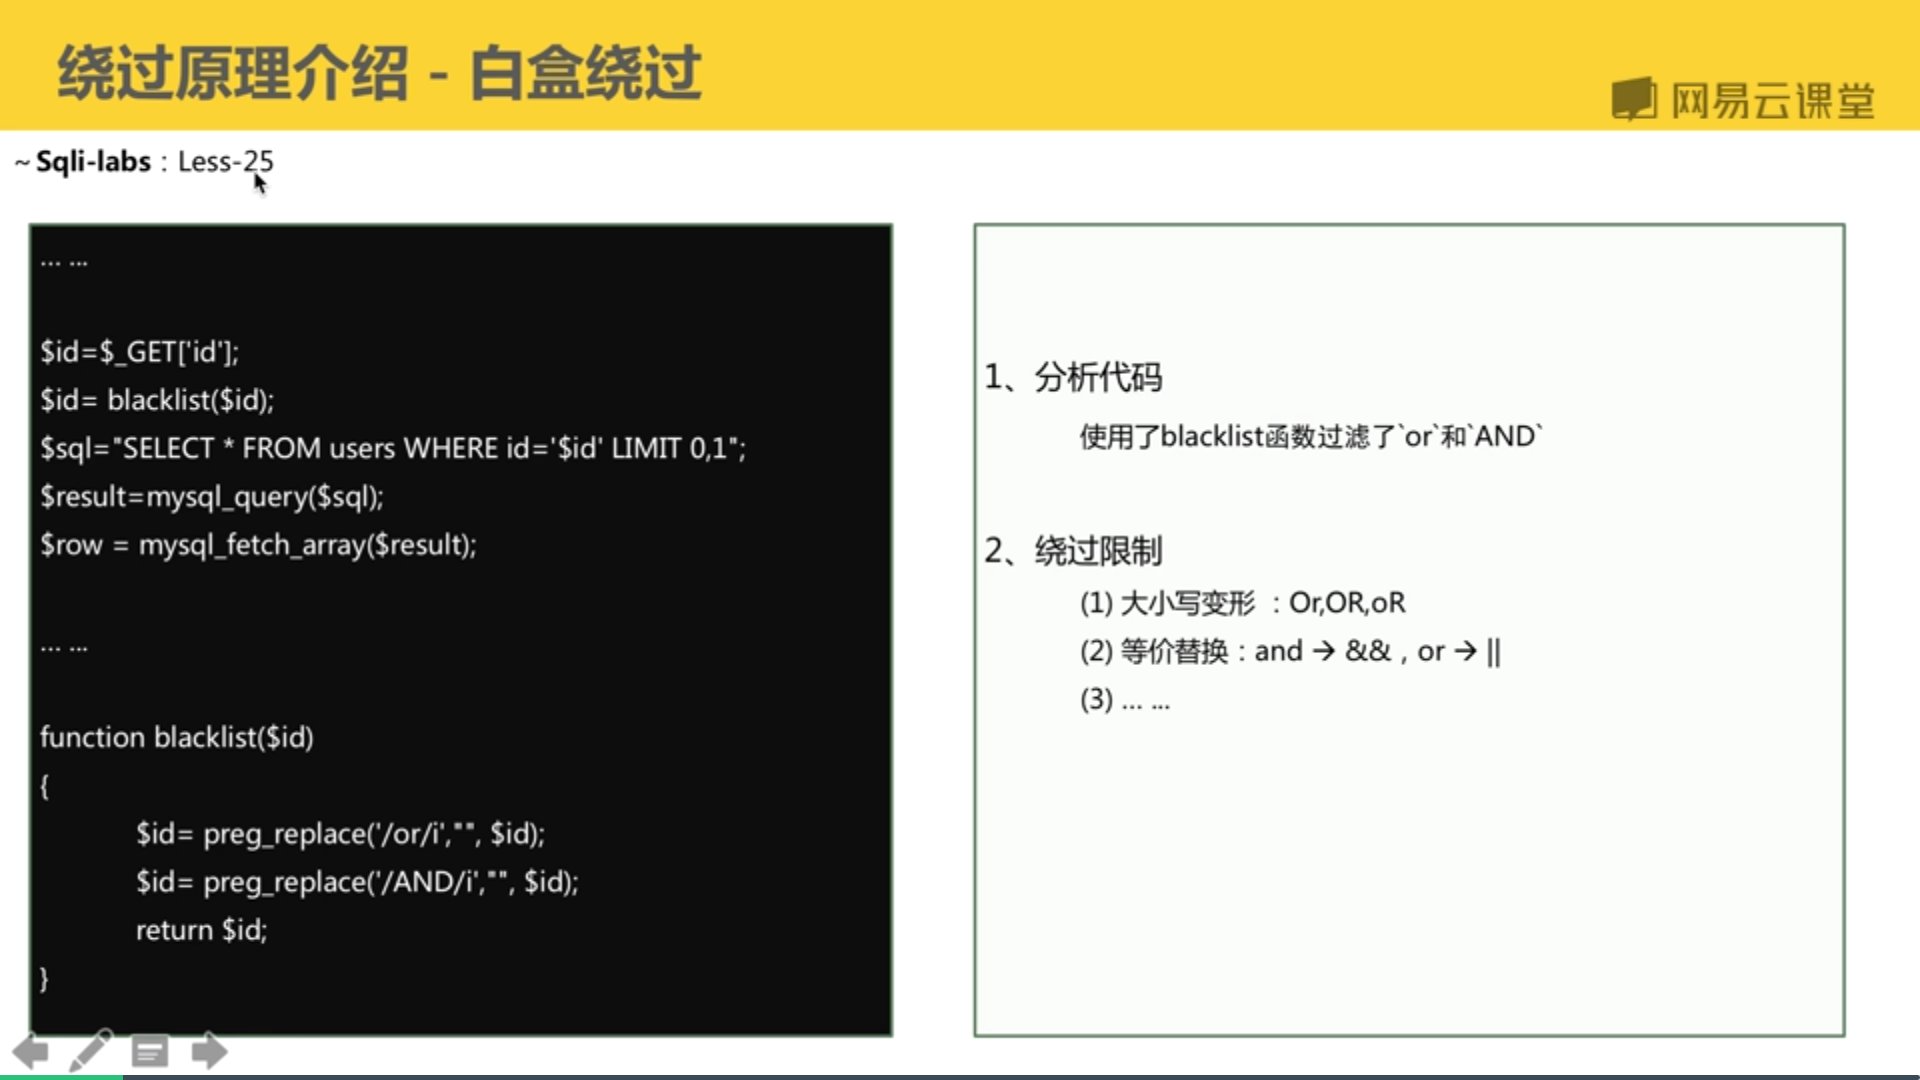 绕过原理介绍 - 白盒绕过
网易云课堂
~ Sqli-labs : Less-25
... ...
$id=$_GET['id'];
$id= blacklist($id);
$sql="SELECT * FROM users WHERE id='$id' LIMIT 0,1";
$result=mysql_query($sql);
$row = mysql_fetch_array($result);
... ...
function blacklist($id)
{
$id= preg_replace('/or/i',"", $id);
$id= preg_replace('/AND/i',"", $id);
return $id;
}
1、分析代码
使用了blacklist函数过滤了`or`和`AND`
2、绕过限制
(1) 大小写变形 ：Or,OR,oR
(2) 等价替换：and → && , or → ||
(3) ... ...